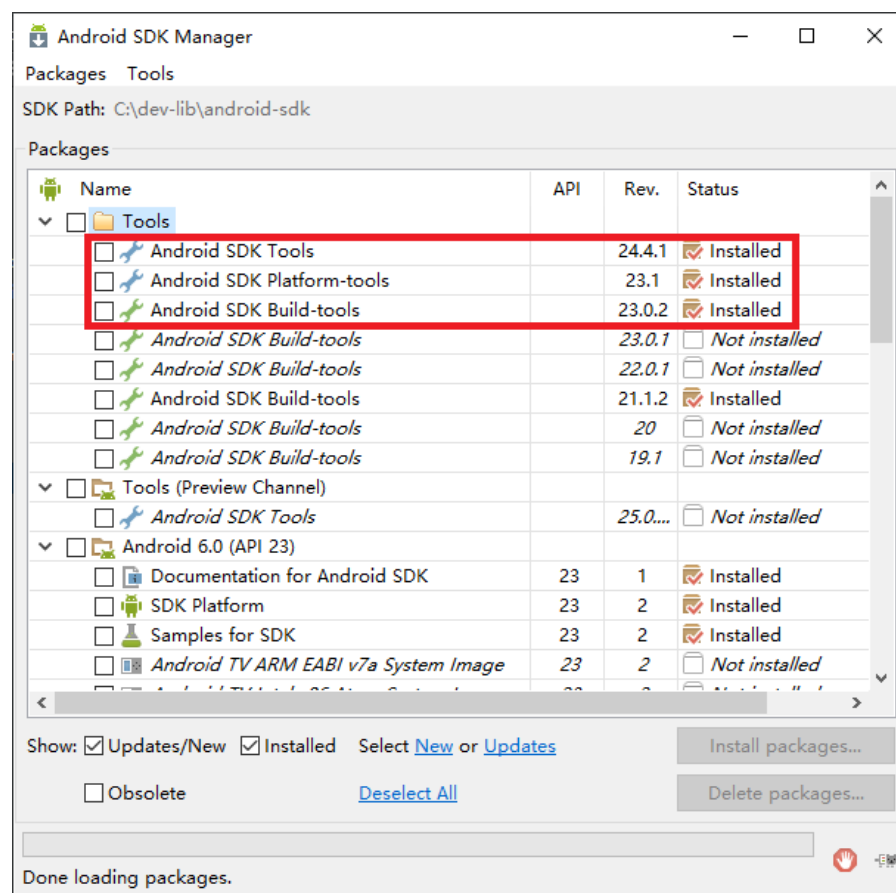 Android SDK Manager
Packages Tools
SDK Path: C:\dev-lib\android-sdk
Packages
Name API Rev. Status
Tools
Android SDK Tools 24.4.1 Installed
Android SDK Platform-tools 23.1 Installed
Android SDK Build-tools 23.0.2 Installed
Android SDK Build-tools 23.0.1 Not installed
Android SDK Build-tools 22.0.1 Not installed
Android SDK Build-tools 21.1.2 Installed
Android SDK Build-tools 20 Not installed
Android SDK Build-tools 19.1 Not installed
Tools (Preview Channel)
Android SDK Tools 25.0.... Not installed
Android 6.0 (API 23)
Documentation for Android SDK 23 1 Installed
SDK Platform 23 2 Installed
Samples for SDK 23 2 Installed
Android TV ARM EABI v7a System Image 23 2 Not installed
Show: Updates/New Installed Select New or Updates Install packages...
Obsolete Deselect All Delete packages...
Done loading packages.